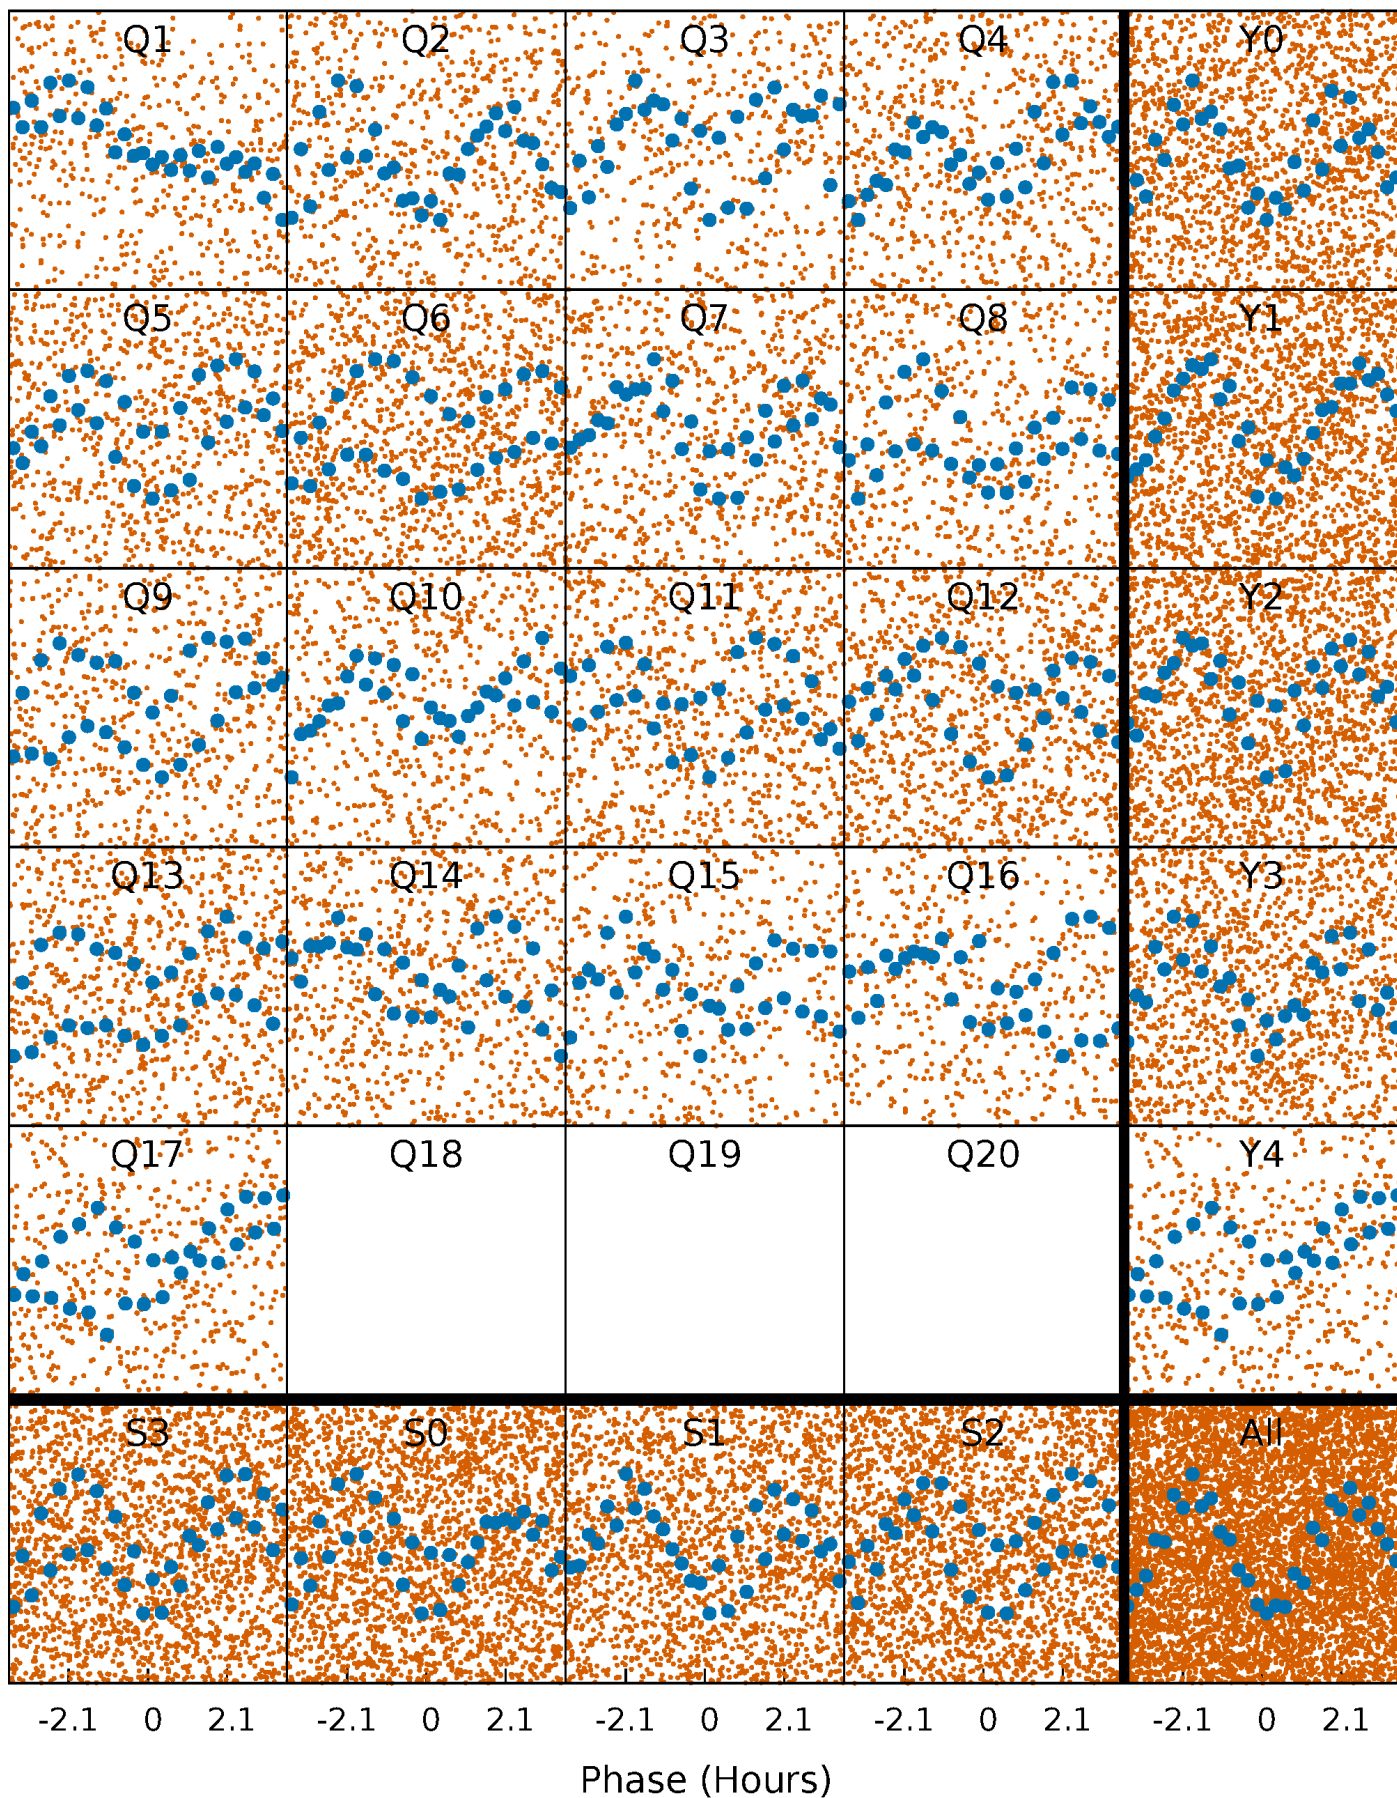 Q1 Q2 Q3 Q4 Y0
Q5 Q6 Q7 Q8 Y1
Q9 Q10 Q11 Q12 Y2
Q13 Q14 Q15 Q16 Y3
Q17 Q18 Q19 Q20 Y4
S3 S0 S1 S2 All
-2.1 0 2.1 -2.1 0 2.1 -2.1 0 2.1 -2.1 0 2.1 -2.1 0 2.1
Phase (Hours)